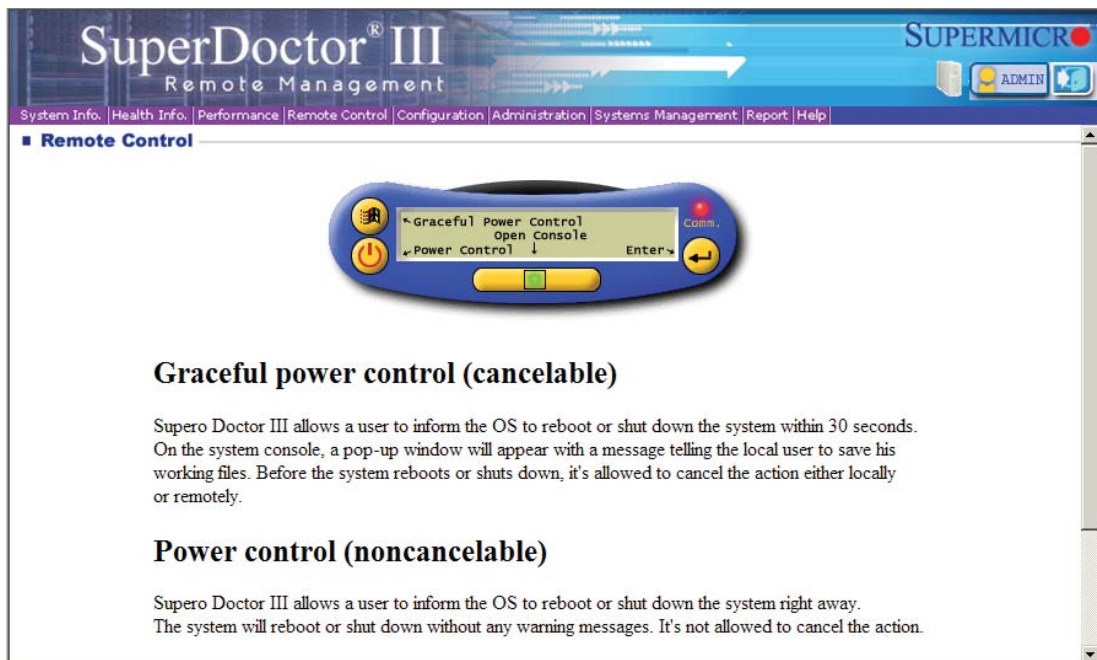 SuperDoctor® III
Remote Management
SUPERMICR
ADMIN
System Info. Health Info. Performance Remote Control Configuration Administration Systems Management Report Help
Remote Control
Graceful Power Control
Open Console
Power Control ↓ Enter
Comm.
Graceful power control (cancelable)
Supero Doctor III allows a user to inform the OS to reboot or shut down the system within 30 seconds.
On the system console, a pop-up window will appear with a message telling the local user to save his
working files. Before the system reboots or shuts down, it's allowed to cancel the action either locally
or remotely.
Power control (noncancelable)
Supero Doctor III allows a user to inform the OS to reboot or shut down the system right away.
The system will reboot or shut down without any warning messages. It's not allowed to cancel the action.